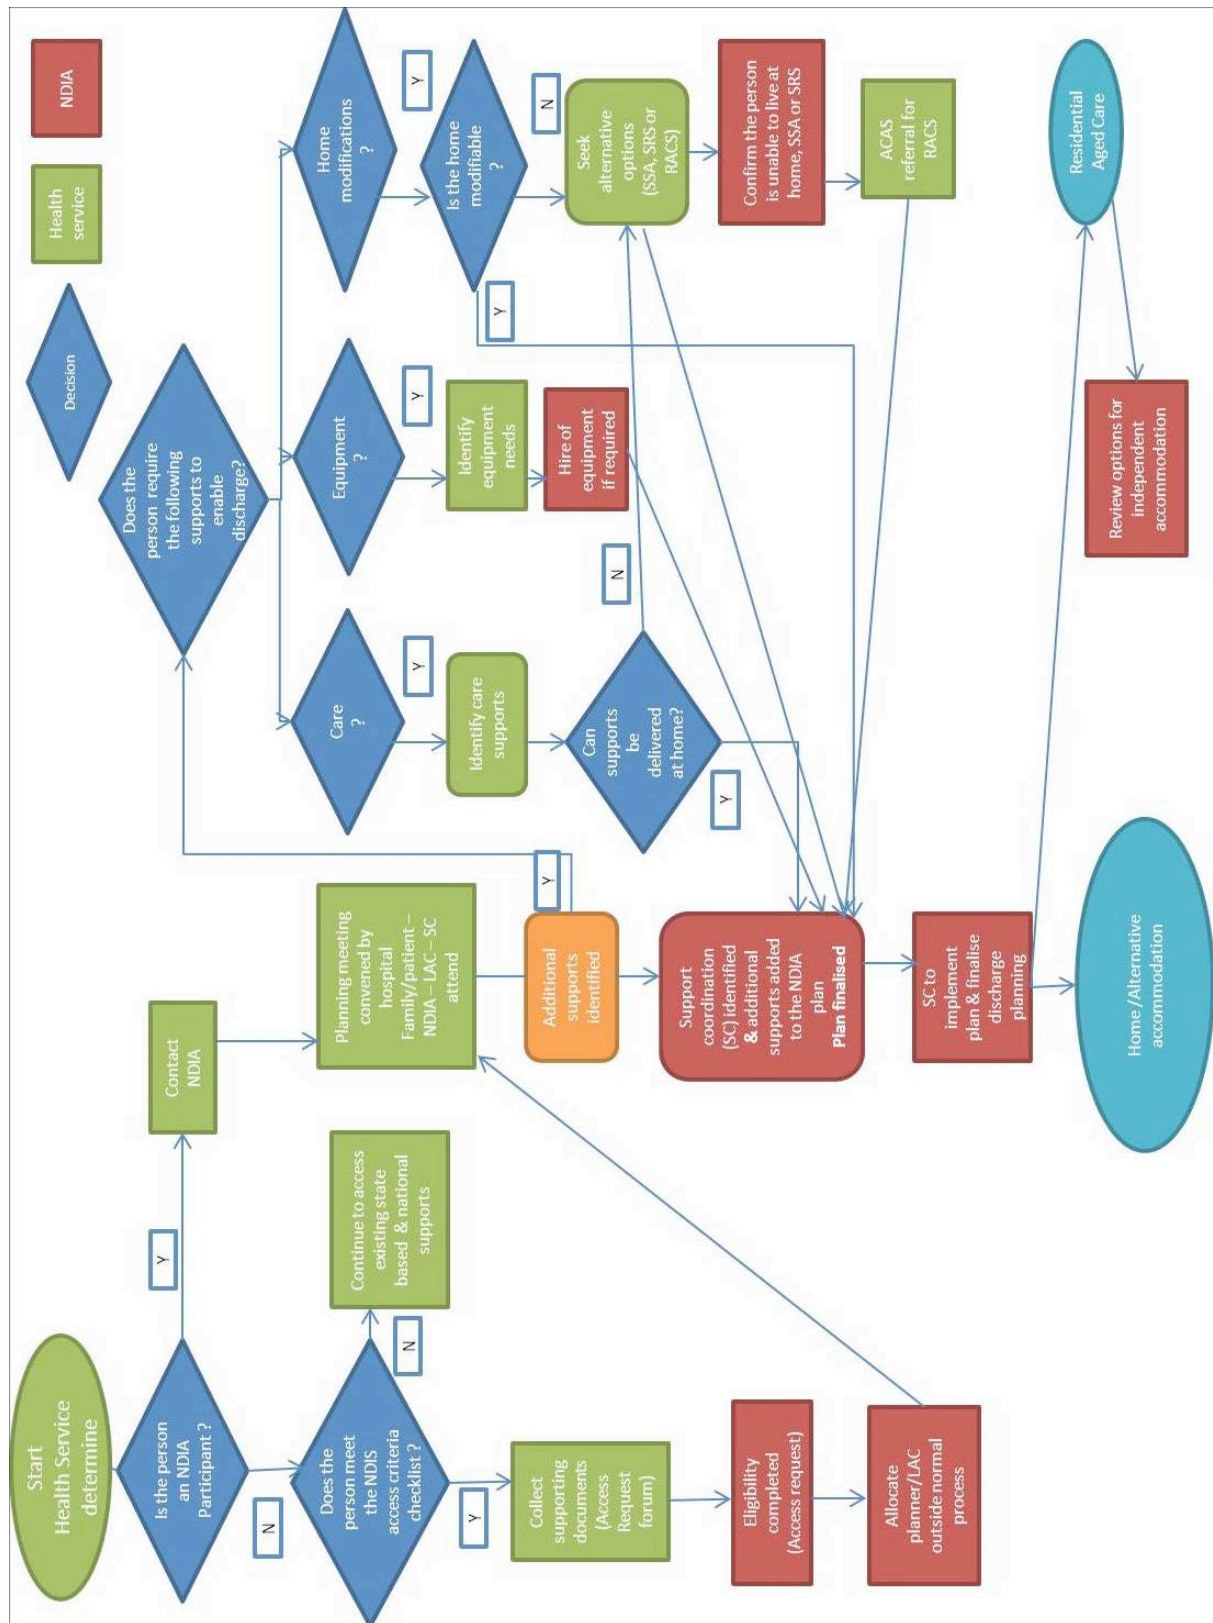 Start
Health Service
determine
Is the person
an NDIA
Participant ?
Y
N
Contact
NDIA
Does the
person meet
the NDIS
access criteria
checklist ?
N
Y
Continue to access
existing state
based & national
supports
Collect
supporting
documents
(Access
Request
forum)
Eligibility
completed
(Access request)
Allocate
planner/LAC
outside normal
process
Planning meeting
convened by
hospital
Family/patient –
NDIA – LAC – SC
attend
Additional
supports
identified
Y
Support
coordination
(SC) identified
& additional
supports added
to the NDIA
plan
Plan finalised
SC to
implement
plan & finalise
discharge
planning
Home /Alternative
accommodation
Decision
Health
service
NDIA
Does the
person require
the following
supports to
enable
discharge?
Care
?
Y
Identify care
supports
Can
supports
be
delivered
at home?
Y
N
Equipment
?
Y
Identify
equipment
needs
Hire of
equipment
if required
Home
modifications
?
Y
Is the home
modifiable
?
Y
N
Seek
alternative
options
(SSA, SRS or
RACS)
Confirm the person
is unable to live at
home, SSA or SRS
ACAS
referral for
RACS
Residential
Aged Care
Review options for
independent
accommodation